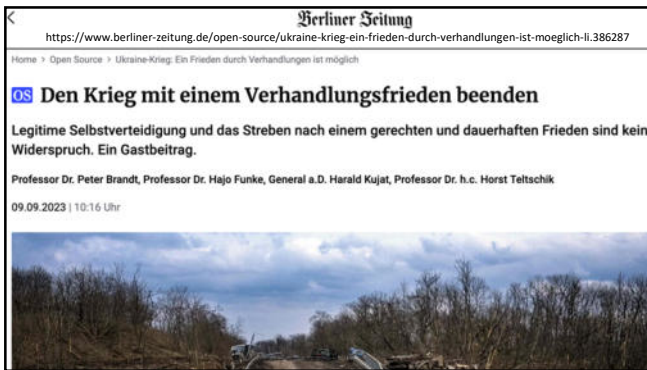 Berliner Zeitung
https://www.berliner-zeitung.de/open-source/ukraine-krieg-ein-frieden-durch-verhandlungen-ist-moeglich-li.386287
Home > Open Source > Ukraine-Krieg: Ein Frieden durch Verhandlungen ist möglich
OS Den Krieg mit einem Verhandlungsfrieden beenden
Legitime Selbstverteidigung und das Streben nach einem gerechten und dauerhaften Frieden sind kein
Widerspruch. Ein Gastbeitrag.
Professor Dr. Peter Brandt, Professor Dr. Hajo Funke, General a.D. Harald Kujat, Professor Dr. h.c. Horst Teltschik
09.09.2023 | 10:16 Uhr